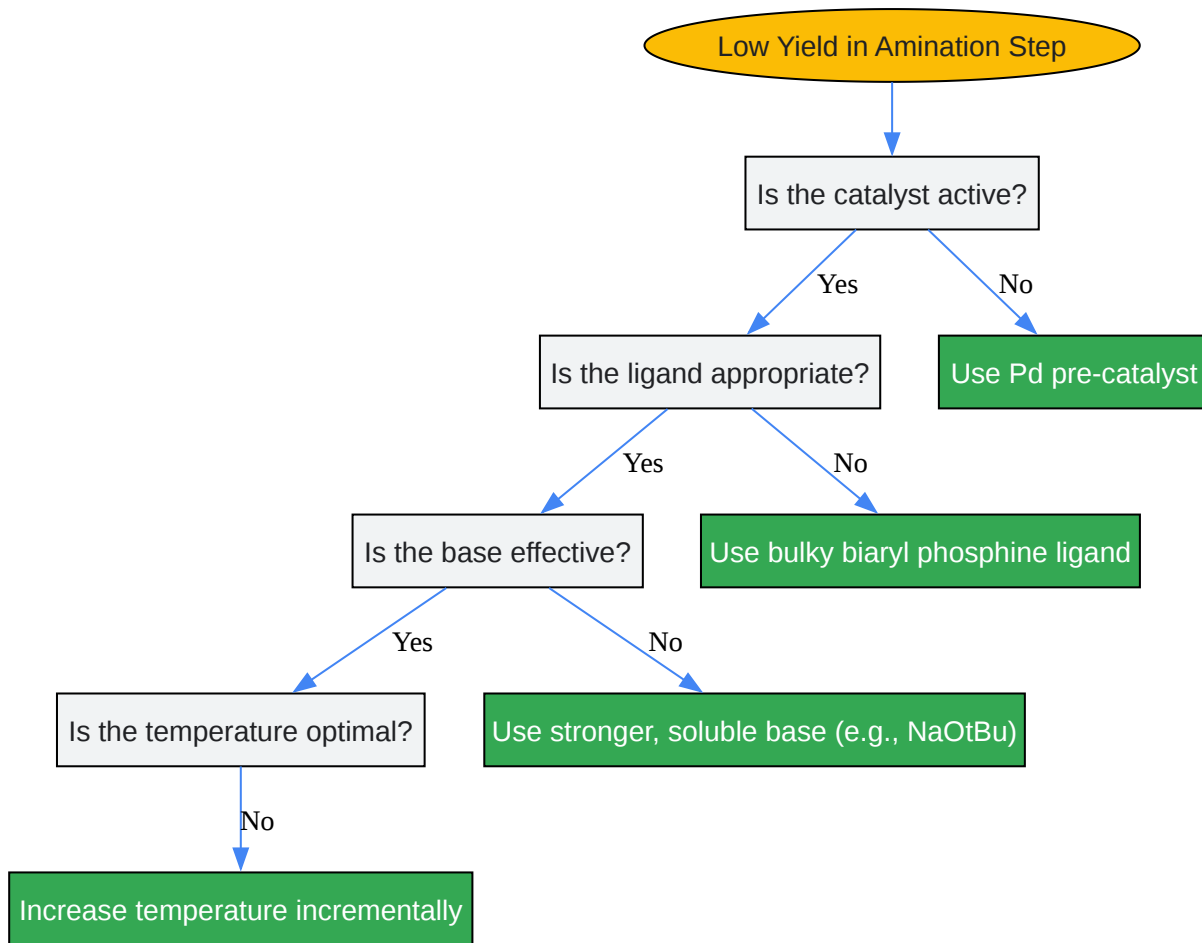 Low Yield in Amination Step
Is the catalyst active?
Yes
No
Is the ligand appropriate?
Use Pd pre-catalyst
Yes
No
Is the base effective?
Use bulky biaryl phosphine ligand
Yes
No
Is the temperature optimal?
Use stronger, soluble base (e.g., NaOtBu)
No
Increase temperature incrementally